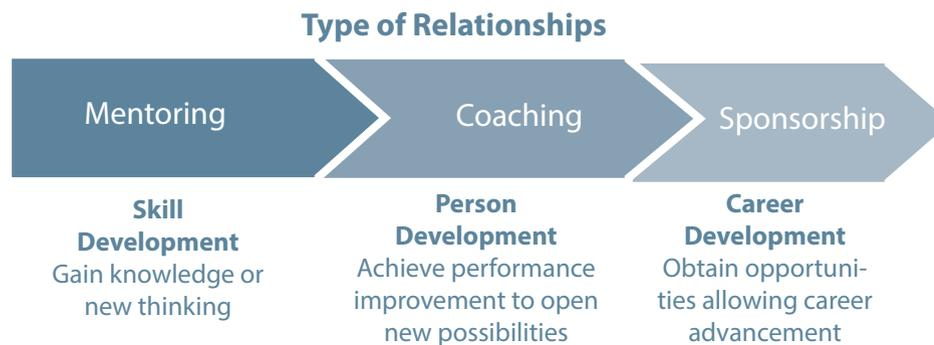 Type of Relationships
Mentoring
Coaching
Sponsorship
Skill
Development
Gain knowledge or
new thinking
Person
Development
Achieve performance
improvement to open
new possibilities
Career
Development
Obtain opportuni-
ties allowing career
advancement